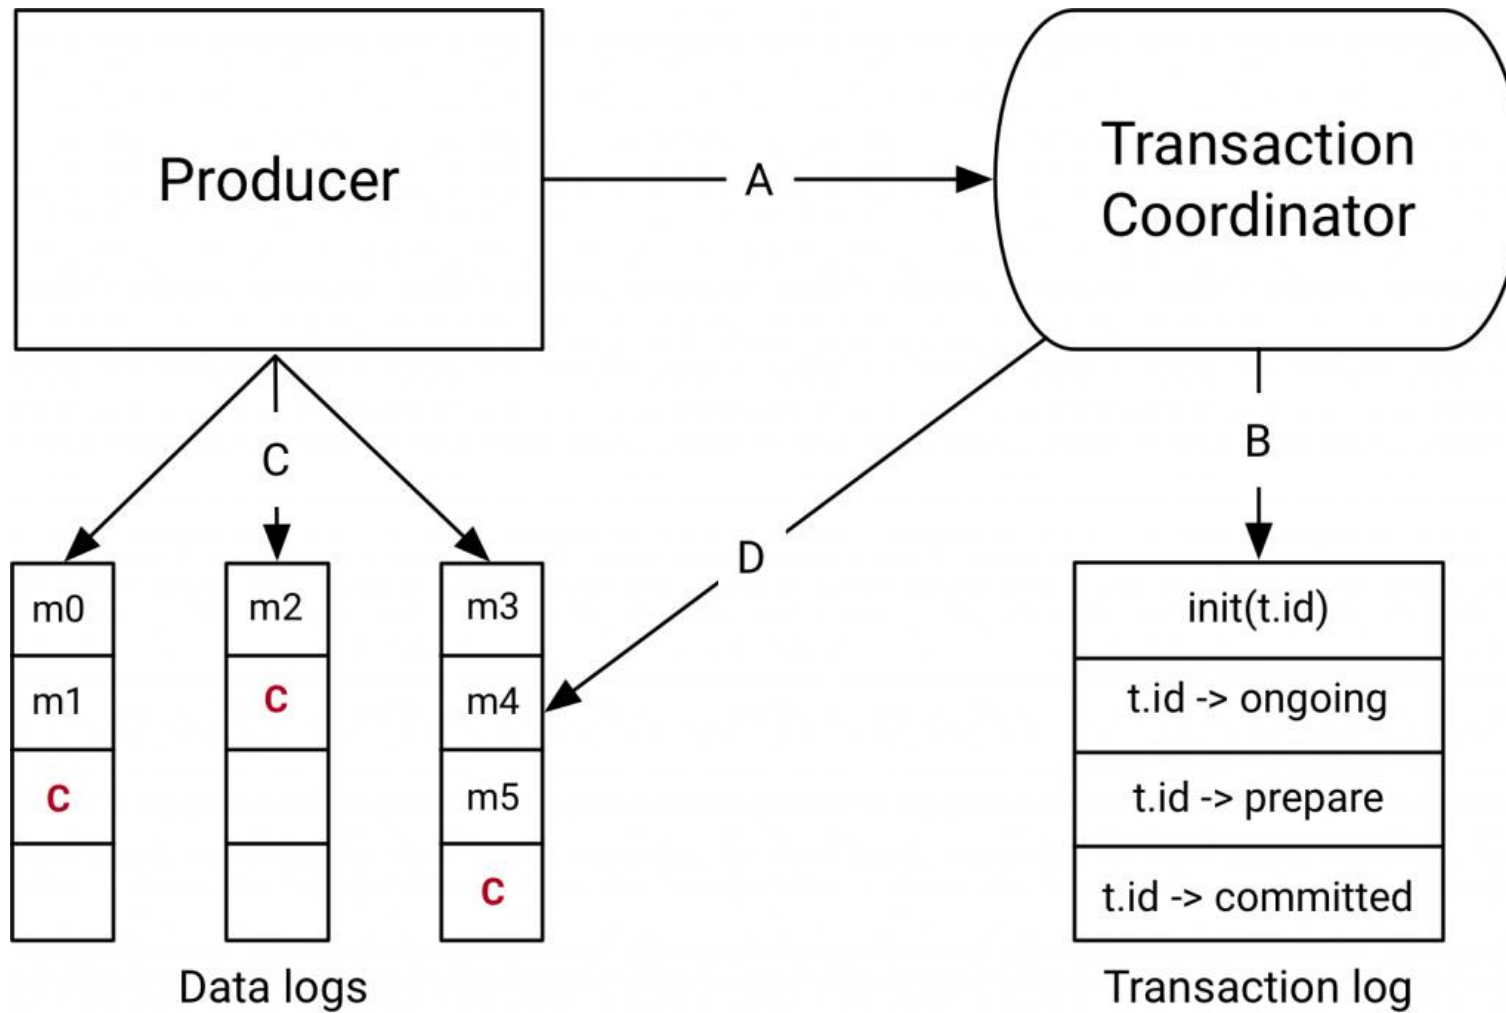 Producer
A
Transaction
Coordinator
C
B
D
m0
m1
C
m2
C
m3
m4
m5
C
init(t.id)
t.id -> ongoing
t.id -> prepare
t.id -> committed
Data logs
Transaction log